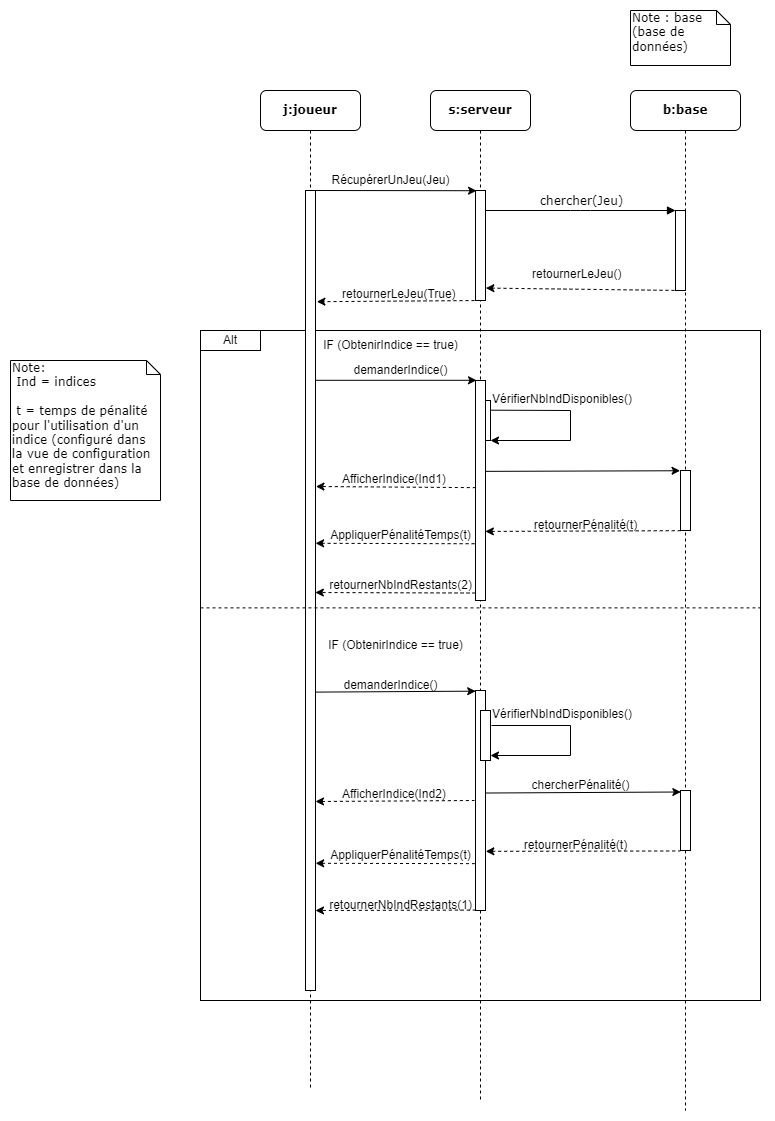 Note : base
(base de
données)
j:joueur
s:serveur
b:base
RécupérerUnJeu(Jeu)
chercher(Jeu)
retournerLeJeu()
retournerLeJeu(True)
Alt
IF (ObtenirIndice == true)
Note:
Ind = indices
t = temps de pénalité
pour l'utilisation d'un
indice (configuré dans
la vue de configuration
et enregistrer dans la
base de données)
demanderIndice()
VérifierNbIndDisponibles()
AfficherIndice(Ind1)
retournerPénalité(t)
AppliquerPénalitéTemps(t)
retournerNbIndRestants(2)
IF (ObtenirIndice == true)
demanderIndice()
VérifierNbIndDisponibles()
chercherPénalité()
AfficherIndice(Ind2)
retournerPénalité(t)
AppliquerPénalitéTemps(t)
retournerNbIndRestants(1)